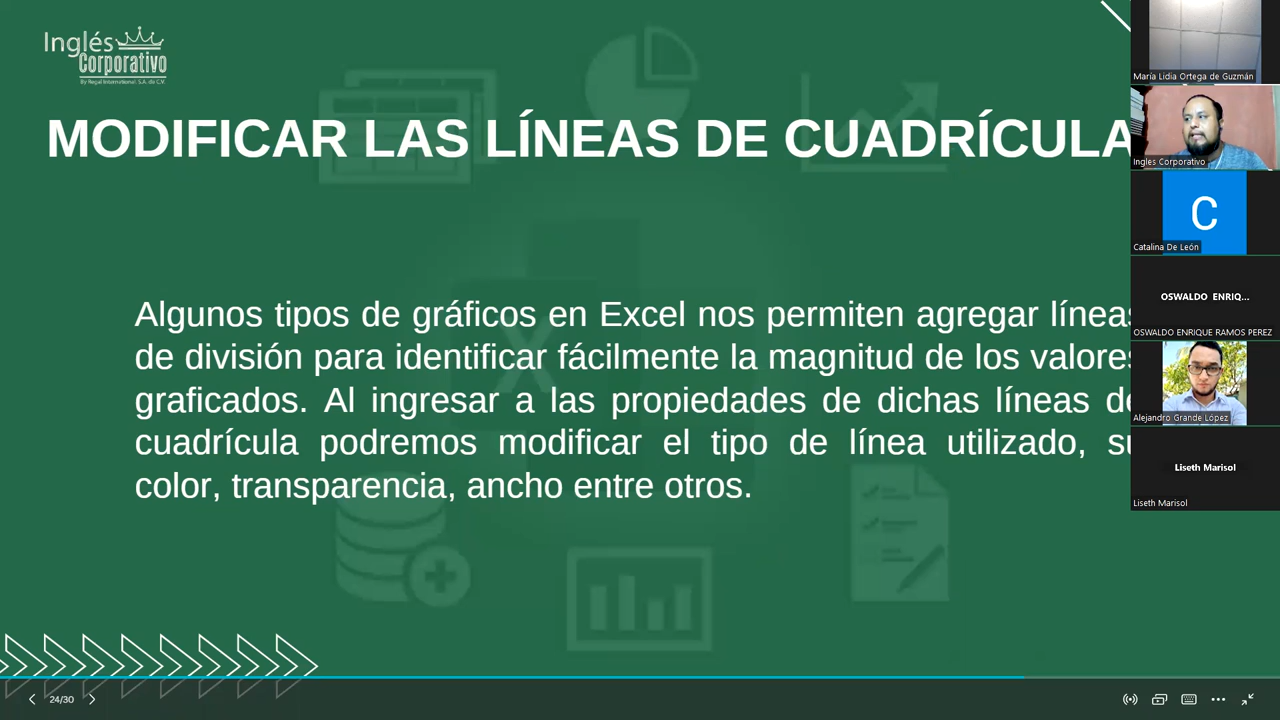 Inglés
Corporativo
By Regal International, S.A. de C.V.
MODIFICAR LAS LÍNEAS DE CUADRÍCULA
Algunos tipos de gráficos en Excel nos permiten agregar líneas
de división para identificar fácilmente la magnitud de los valores
graficados. Al ingresar a las propiedades de dichas líneas de
cuadrícula podremos modificar el tipo de línea utilizado, su
color, transparencia, ancho entre otros.
24/30
María Lidia Ortega de Guzmán
Ingles Corporativo
C
Catalina De León
OSWALDO ENRIQ...
OSWALDO ENRIQUE RAMOS PEREZ
Alejandro Grande López
Liseth Marisol
Liseth Marisol